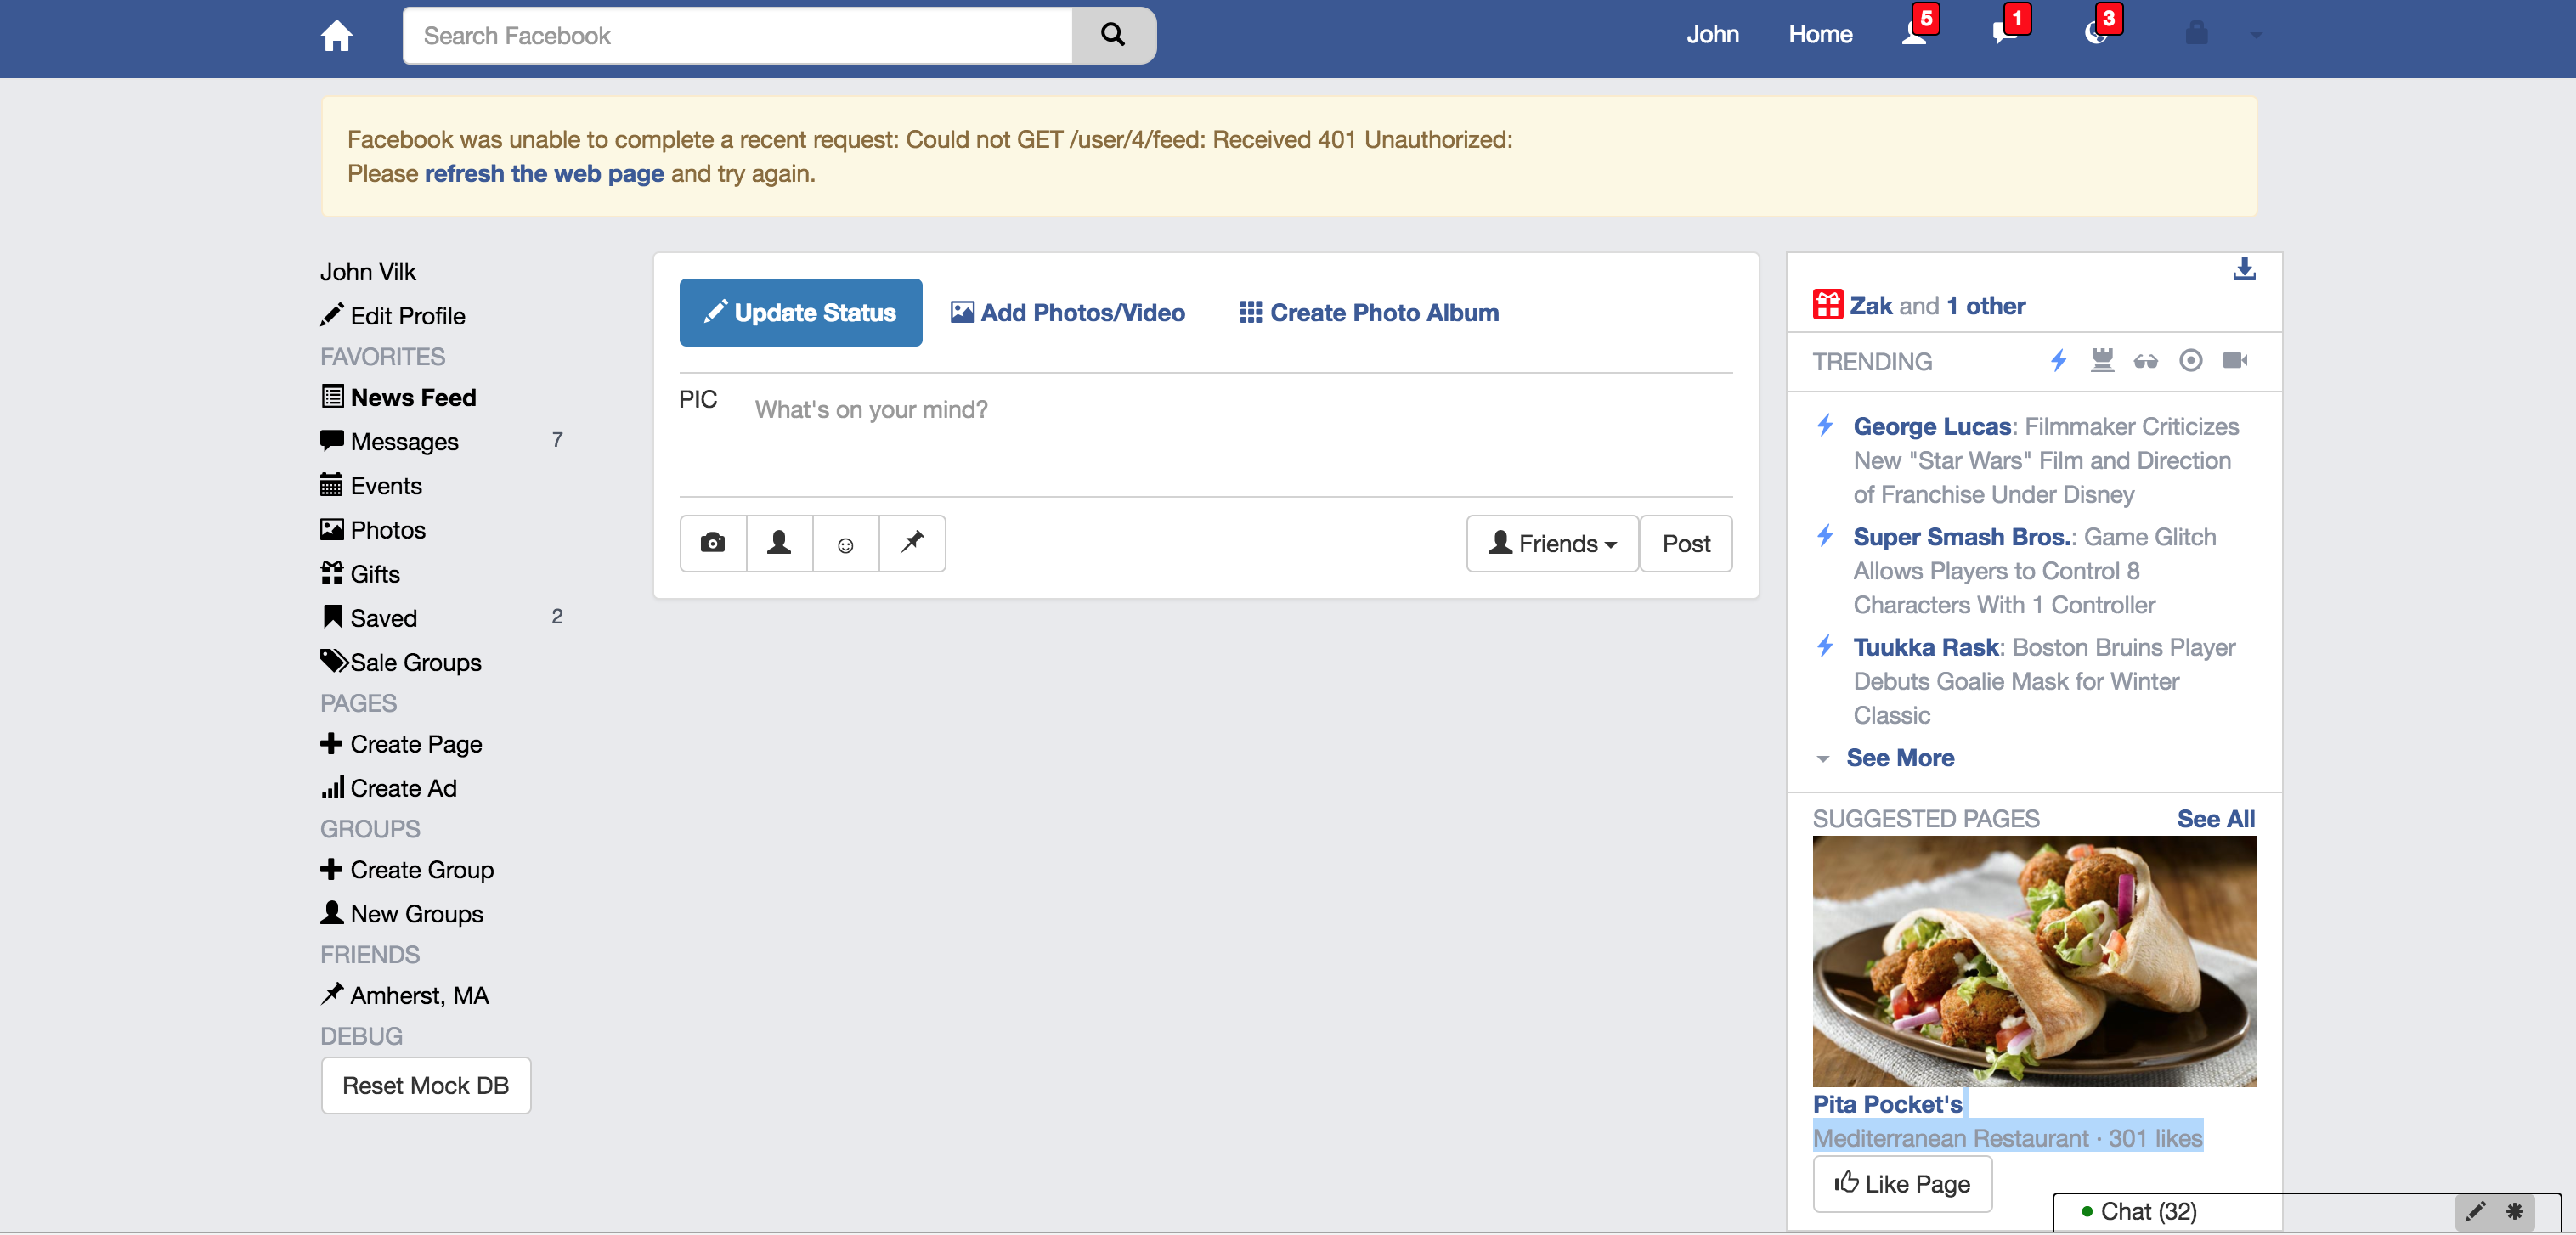 Search Facebook
John
Home
5
1
3
Facebook was unable to complete a recent request: Could not GET /user/4/feed: Received 401 Unauthorized:
Please refresh the web page and try again.
John Vilk
Edit Profile
FAVORITES
News Feed
Messages 7
Events
Photos
Gifts
Saved 2
Sale Groups
PAGES
Create Page
Create Ad
GROUPS
Create Group
New Groups
FRIENDS
Amherst, MA
DEBUG
Reset Mock DB
Update Status
Add Photos/Video
Create Photo Album
PIC
What's on your mind?
Friends
Post
Zak and 1 other
TRENDING
George Lucas: Filmmaker Criticizes
New "Star Wars" Film and Direction
of Franchise Under Disney
Super Smash Bros.: Game Glitch
Allows Players to Control 8
Characters With 1 Controller
Tuukka Rask: Boston Bruins Player
Debuts Goalie Mask for Winter
Classic
See More
SUGGESTED PAGES See All
Pita Pocket's
Mediterranean Restaurant · 301 likes
Like Page
Chat (32)